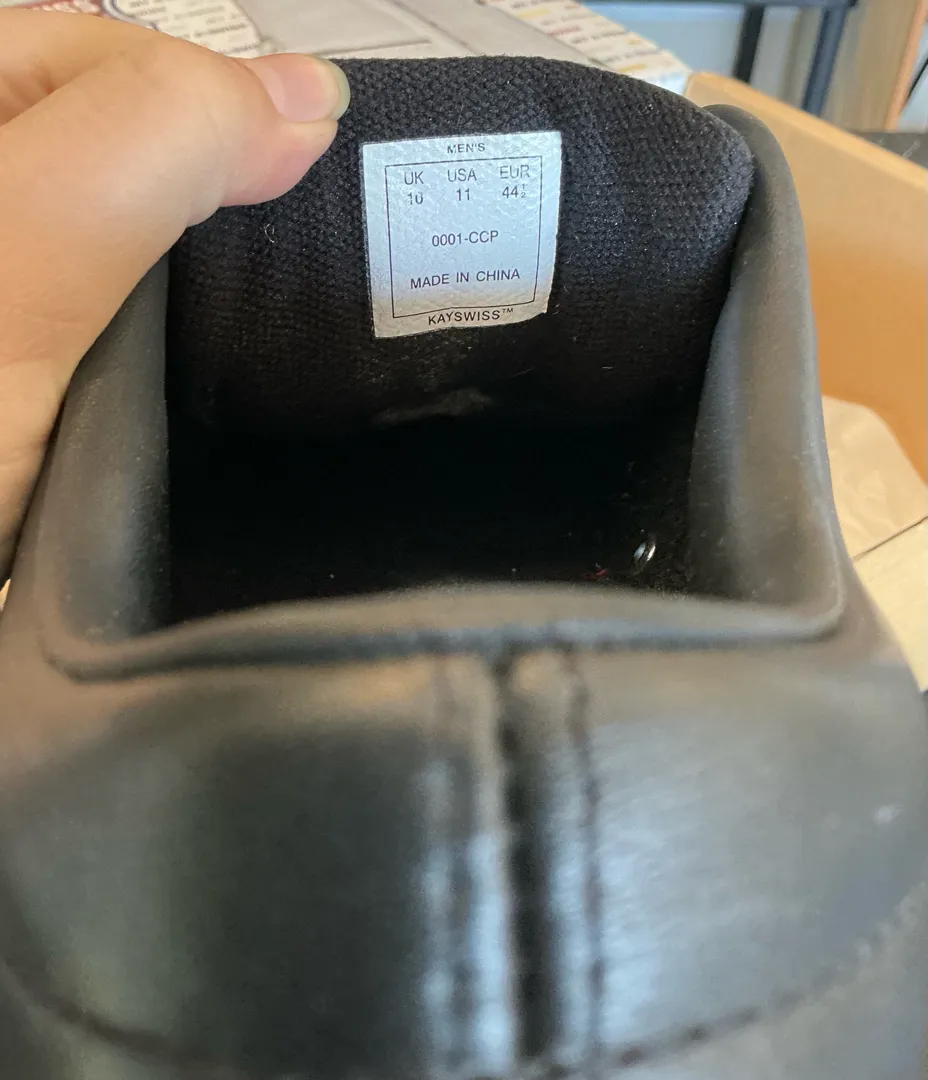 MEN'S
UK USA EUR
10 11 44½
0001-CCP
MADE IN CHINA
KAYSWISS™